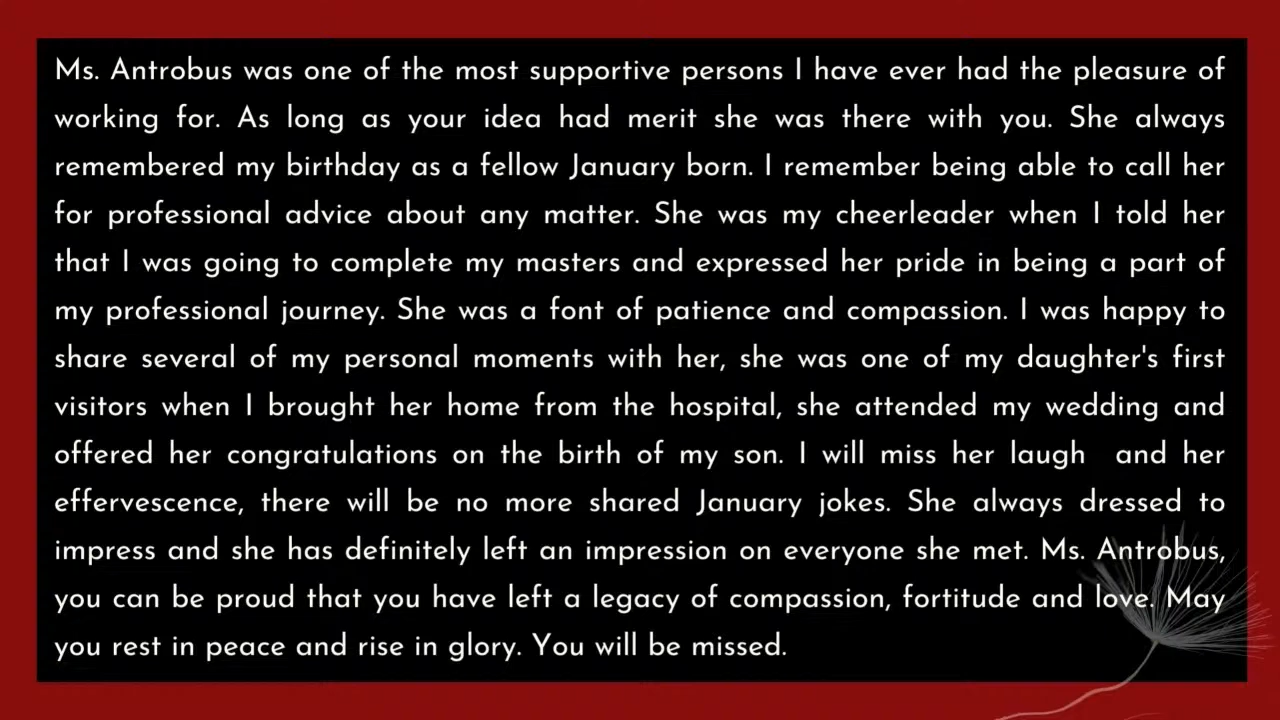 Ms. Antrobus was one of the most supportive persons I have ever had the pleasure of
working for. As long as your idea had merit she was there with you. She always
remembered my birthday as a fellow January born. I remember being able to call her
for professional advice about any matter. She was my cheerleader when I told her
that I was going to complete my masters and expressed her pride in being a part of
my professional journey. She was a font of patience and compassion. I was happy to
share several of my personal moments with her, she was one of my daughter's first
visitors when I brought her home from the hospital, she attended my wedding and
offered her congratulations on the birth of my son. I will miss her laugh  and her
effervescence, there will be no more shared January jokes. She always dressed to
impress and she has definitely left an impression on everyone she met. Ms. Antrobus,
you can be proud that you have left a legacy of compassion, fortitude and love. May
you rest in peace and rise in glory. You will be missed.